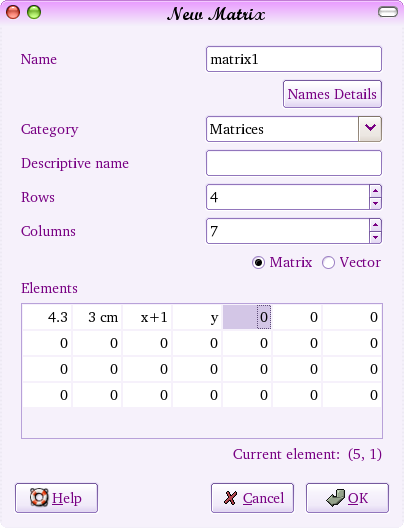 New Matrix
Name matrix1
Names Details
Category Matrices
Descriptive name
Rows 4
Columns 7
Matrix Vector
Elements
4.3 3 cm x+1 y 0 0 0
0 0 0 0 0 0 0
0 0 0 0 0 0 0
0 0 0 0 0 0 0
Current element: (5, 1)
Help Cancel OK